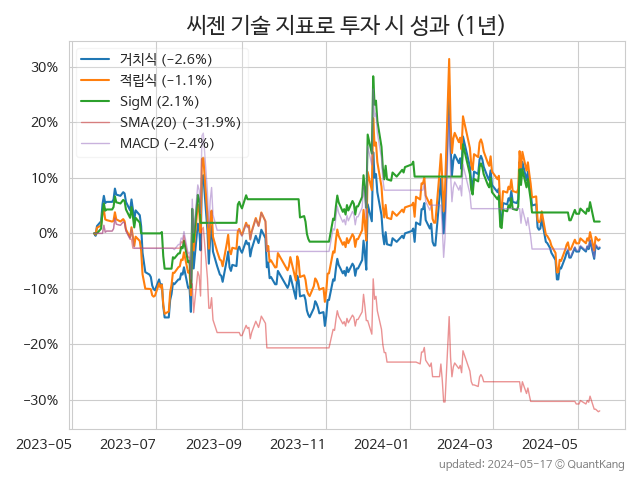 씨젠 기술 지표로 투자 시 성과 (1년)
거치식 (−2.6%)
적립식 (−1.1%)
SigM (2.1%)
SMA(20) (−31.9%)
MACD (−2.4%)
30%
20%
10%
0%
−10%
−20%
−30%
2023-05 2023-07 2023-09 2023-11 2024-01 2024-03 2024-05
updated: 2024-05-17 ⓒ QuantKang